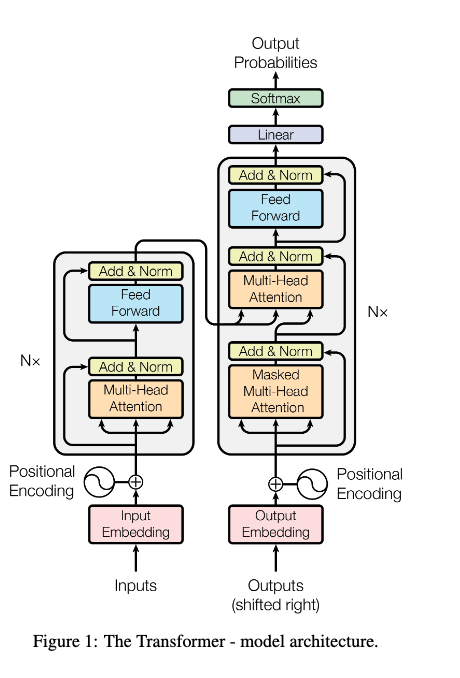 Output
Probabilities
Softmax
Linear
Add & Norm
Feed
Forward
Add & Norm
Multi-Head
Attention
Add & Norm
Masked
Multi-Head
Attention
N×
Add & Norm
Feed
Forward
Add & Norm
Multi-Head
Attention
N×
Positional
Encoding
Positional
Encoding
Input
Embedding
Output
Embedding
Inputs
Outputs
(shifted right)
Figure 1: The Transformer - model architecture.